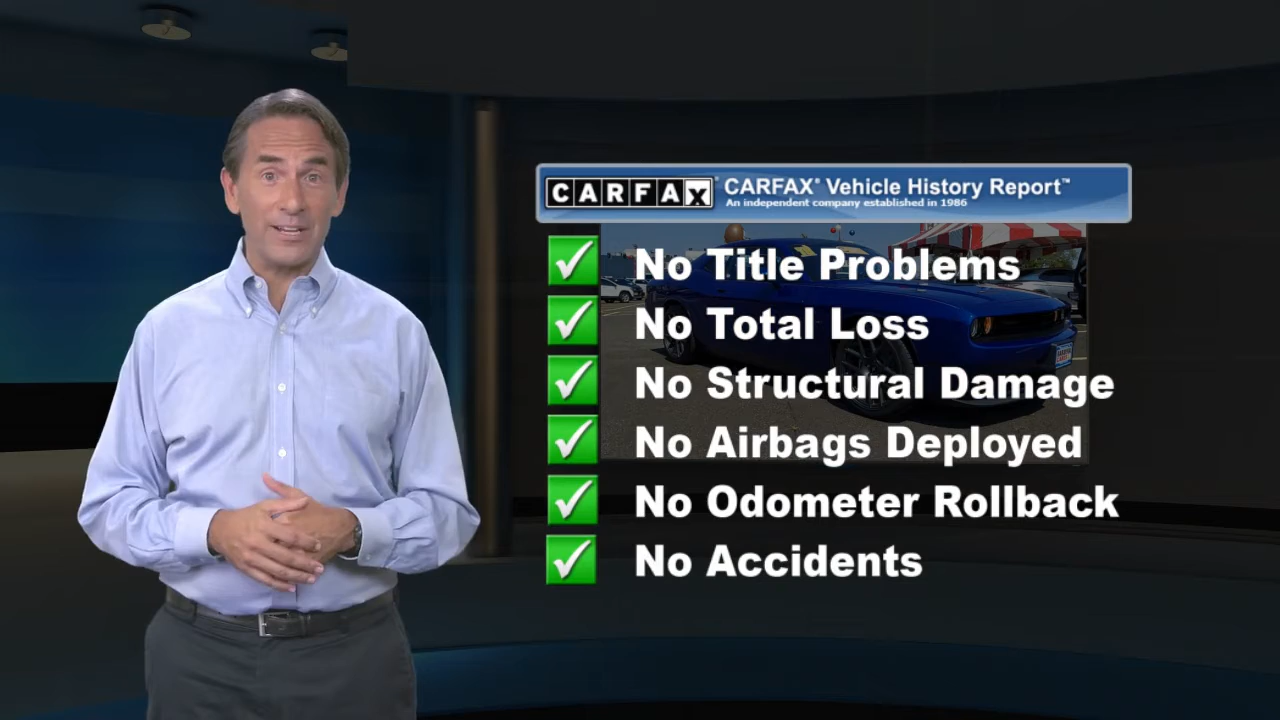 CARFAX CARFAX® Vehicle History Report™
An independent company established in 1986
No Title Problems
No Total Loss
No Structural Damage
No Airbags Deployed
No Odometer Rollback
No Accidents